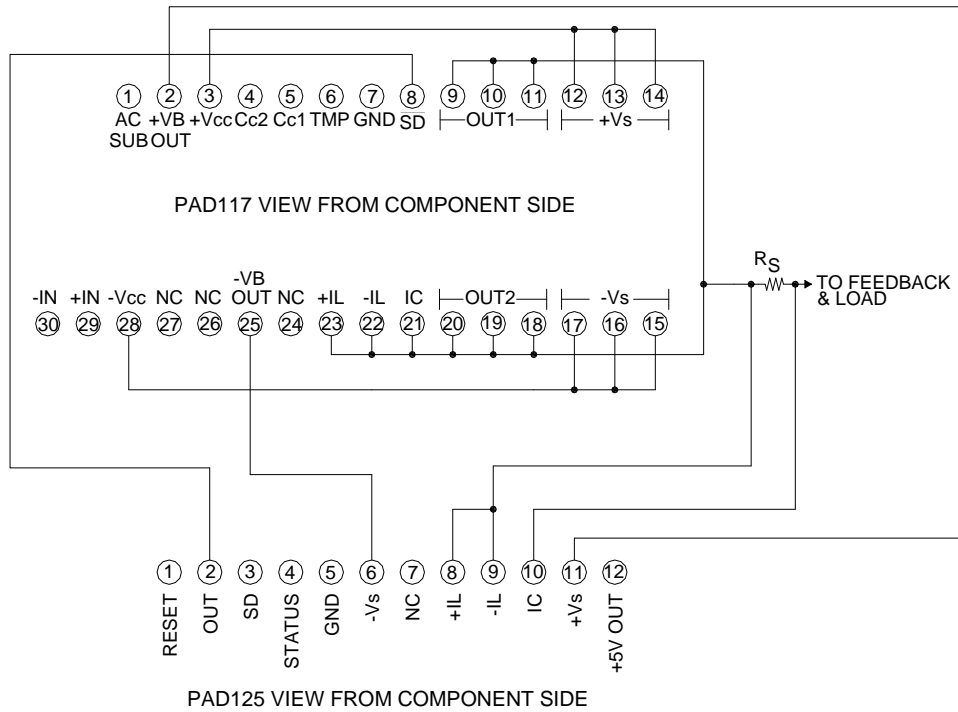 1 2 3 4 5 6 7 8 9 10 11 12 13 14
AC +VB +Vcc Cc2 Cc1 TMP GND S̅D̅ OUT1 +Vs
SUB OUT
PAD117 VIEW FROM COMPONENT SIDE
RS
TO FEEDBACK
& LOAD
-VB
-IN +IN -Vcc NC NC OUT NC +IL -IL IC OUT2 -Vs
30 29 28 27 26 25 24 23 22 21 20 19 18 17 16 15
1 2 3 4 5 6 7 8 9 10 11 12
RESET
OUT
SD
STATUS
GND
-Vs
NC
+IL
-IL
IC
+Vs
+5V OUT
PAD125 VIEW FROM COMPONENT SIDE